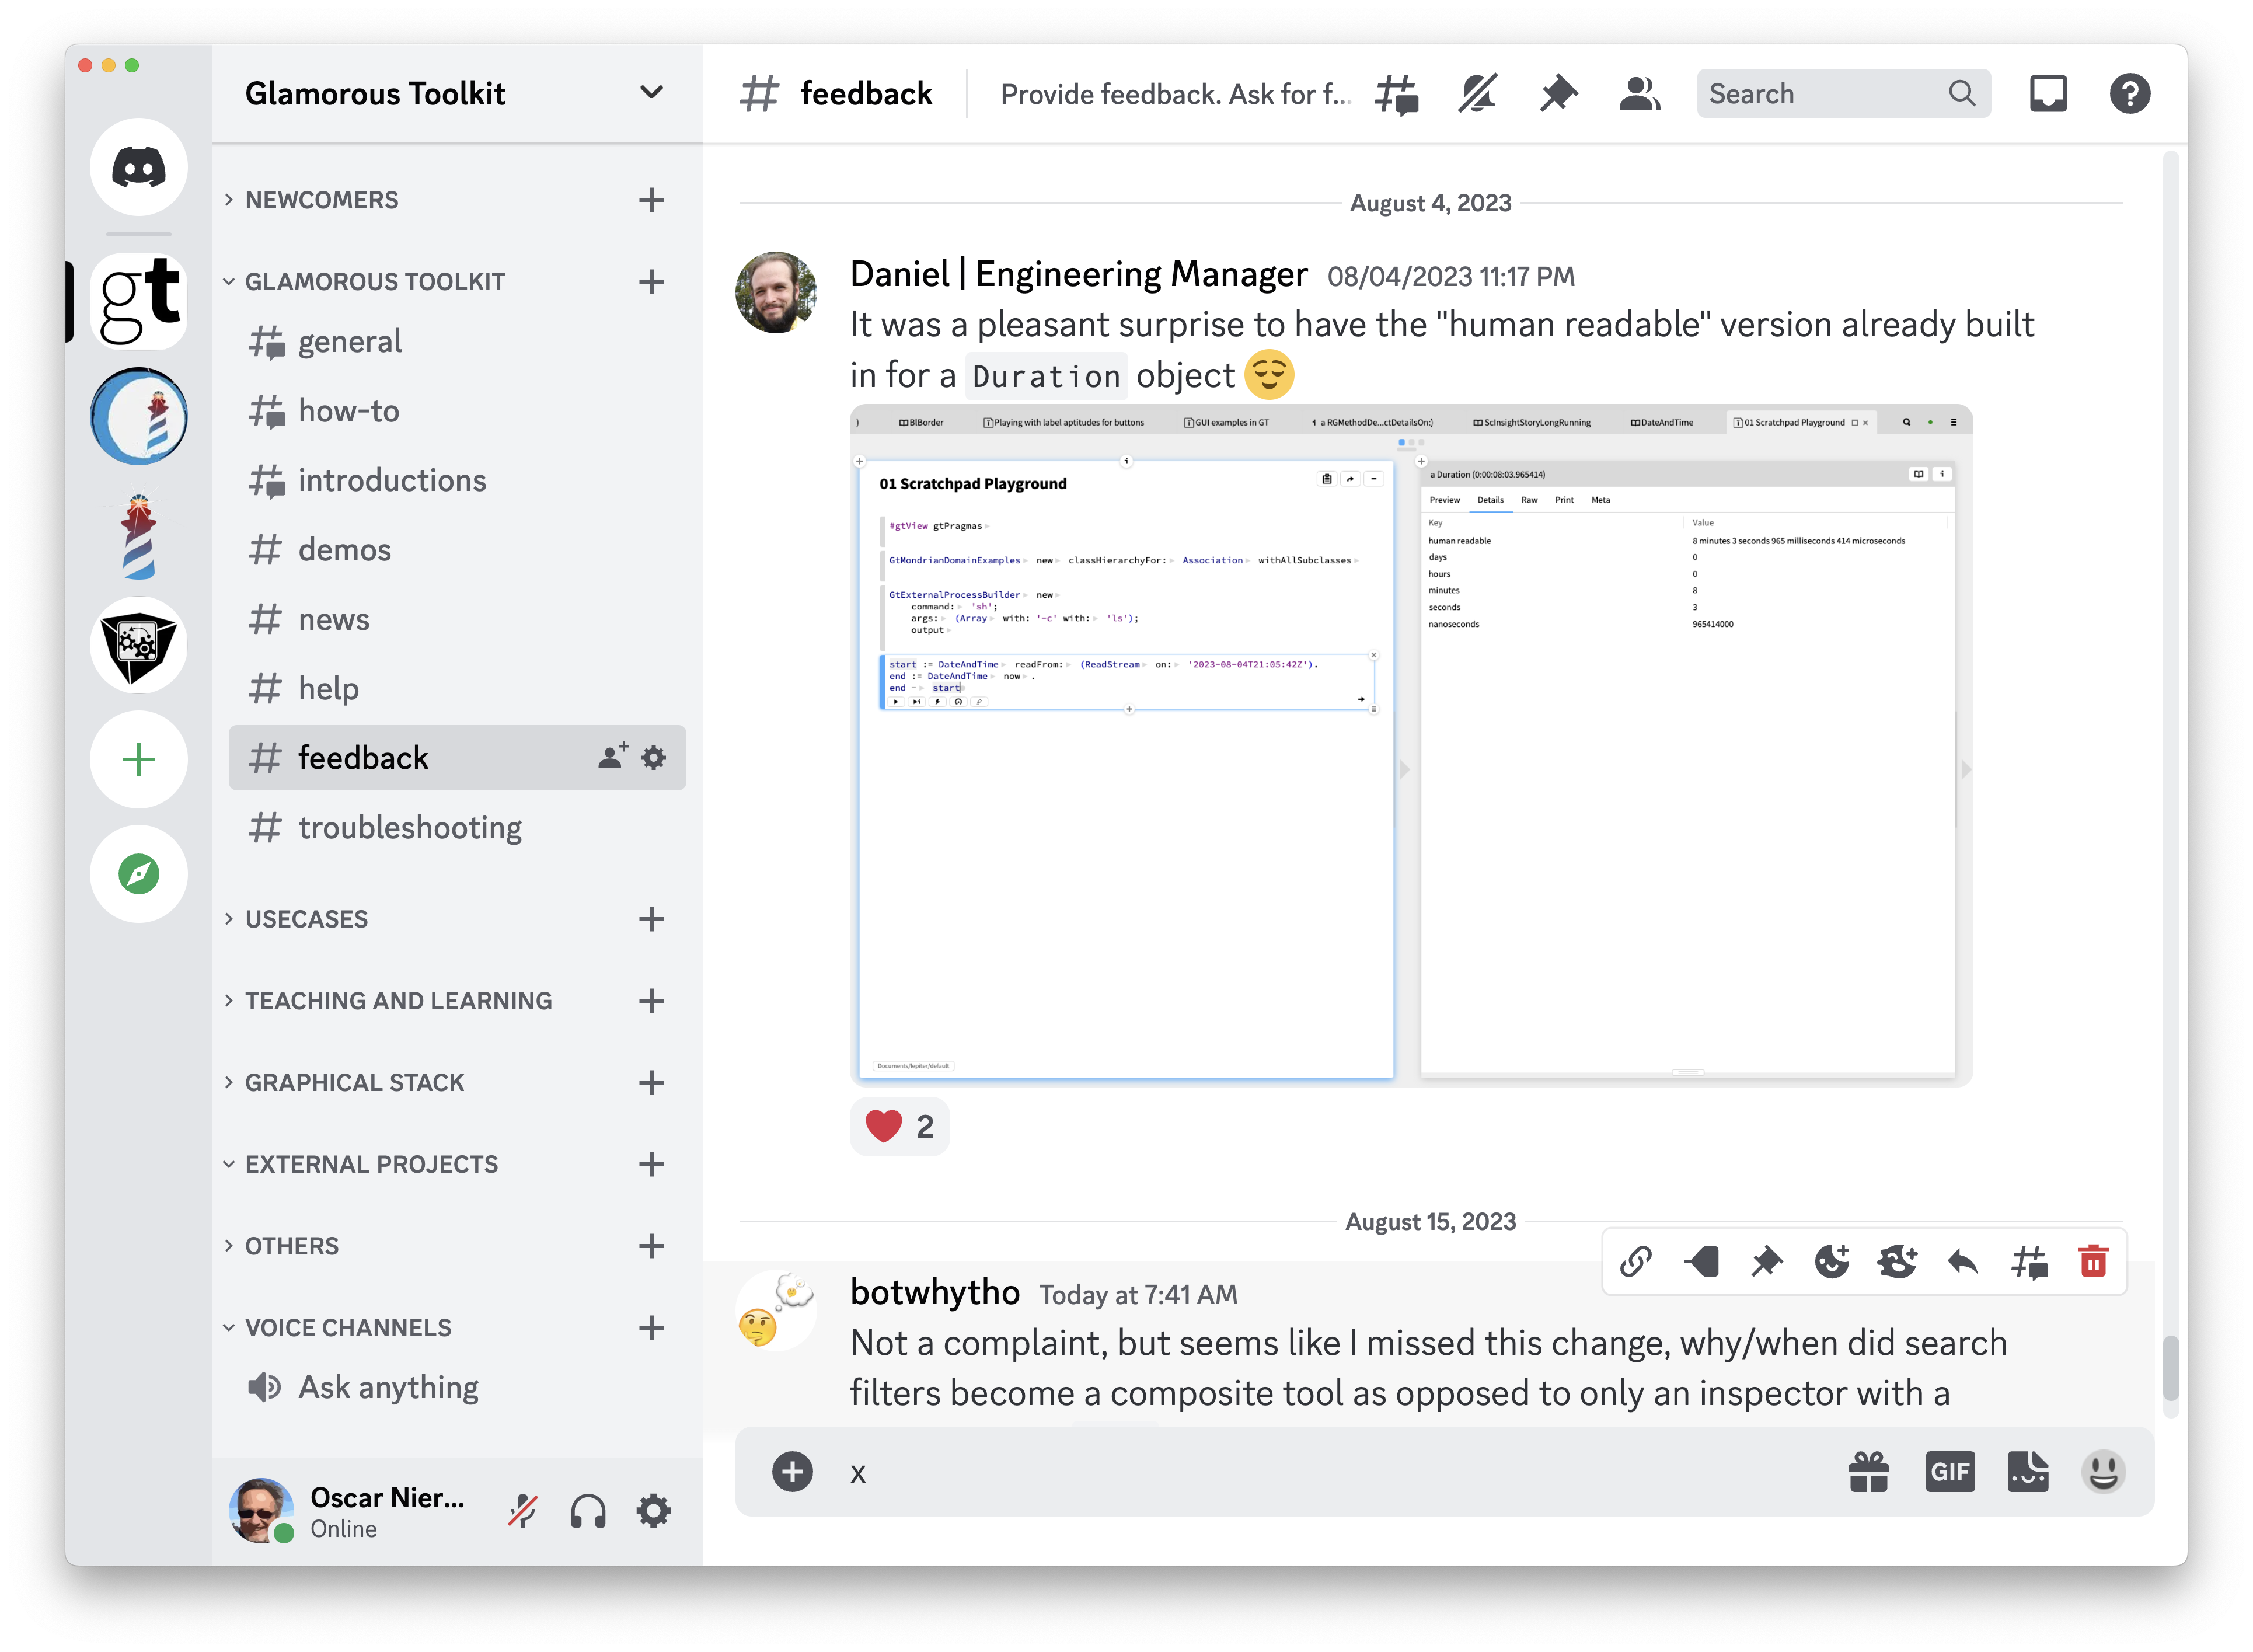 Glamorous Toolkit
NEWCOMERS
GLAMOROUS TOOLKIT
general
how-to
introductions
demos
news
help
feedback
troubleshooting
USECASES
TEACHING AND LEARNING
GRAPHICAL STACK
EXTERNAL PROJECTS
OTHERS
VOICE CHANNELS
Ask anything
Oscar Nier...
Online
gt
# feedback
Provide feedback. Ask for f...
Search
August 4, 2023
Daniel | Engineering Manager 08/04/2023 11:17 PM
It was a pleasant surprise to have the "human readable" version already built
in for a Duration object
BlBorder
Playing with label aptitudes for buttons
GUI examples in GT
a RGMethodDe...ctDetailsOn:)
ScInsightStoryLongRunning
DateAndTime
01 Scratchpad Playground
01 Scratchpad Playground
#gtView gtPragmas
GtMondrianDomainExamples new classHierarchyFor: Association withAllSubclasses
GtExternalProcessBuilder new
command: 'sh';
args: (Array with: '-c' with: 'ls');
output
start := DateAndTime readFrom: (ReadStream on: '2023-08-04T21:05:42Z').
end := DateAndTime now .
end - start
Documents/lepiter/default
a Duration (0:00:08:03.965414)
Preview Details Raw Print Meta
Key Value
human readable 8 minutes 3 seconds 965 milliseconds 414 microseconds
days 0
hours 0
minutes 8
seconds 3
nanoseconds 965414000
2
August 15, 2023
botwhytho Today at 7:41 AM
Not a complaint, but seems like I missed this change, why/when did search
filters become a composite tool as opposed to only an inspector with a
x
GIF